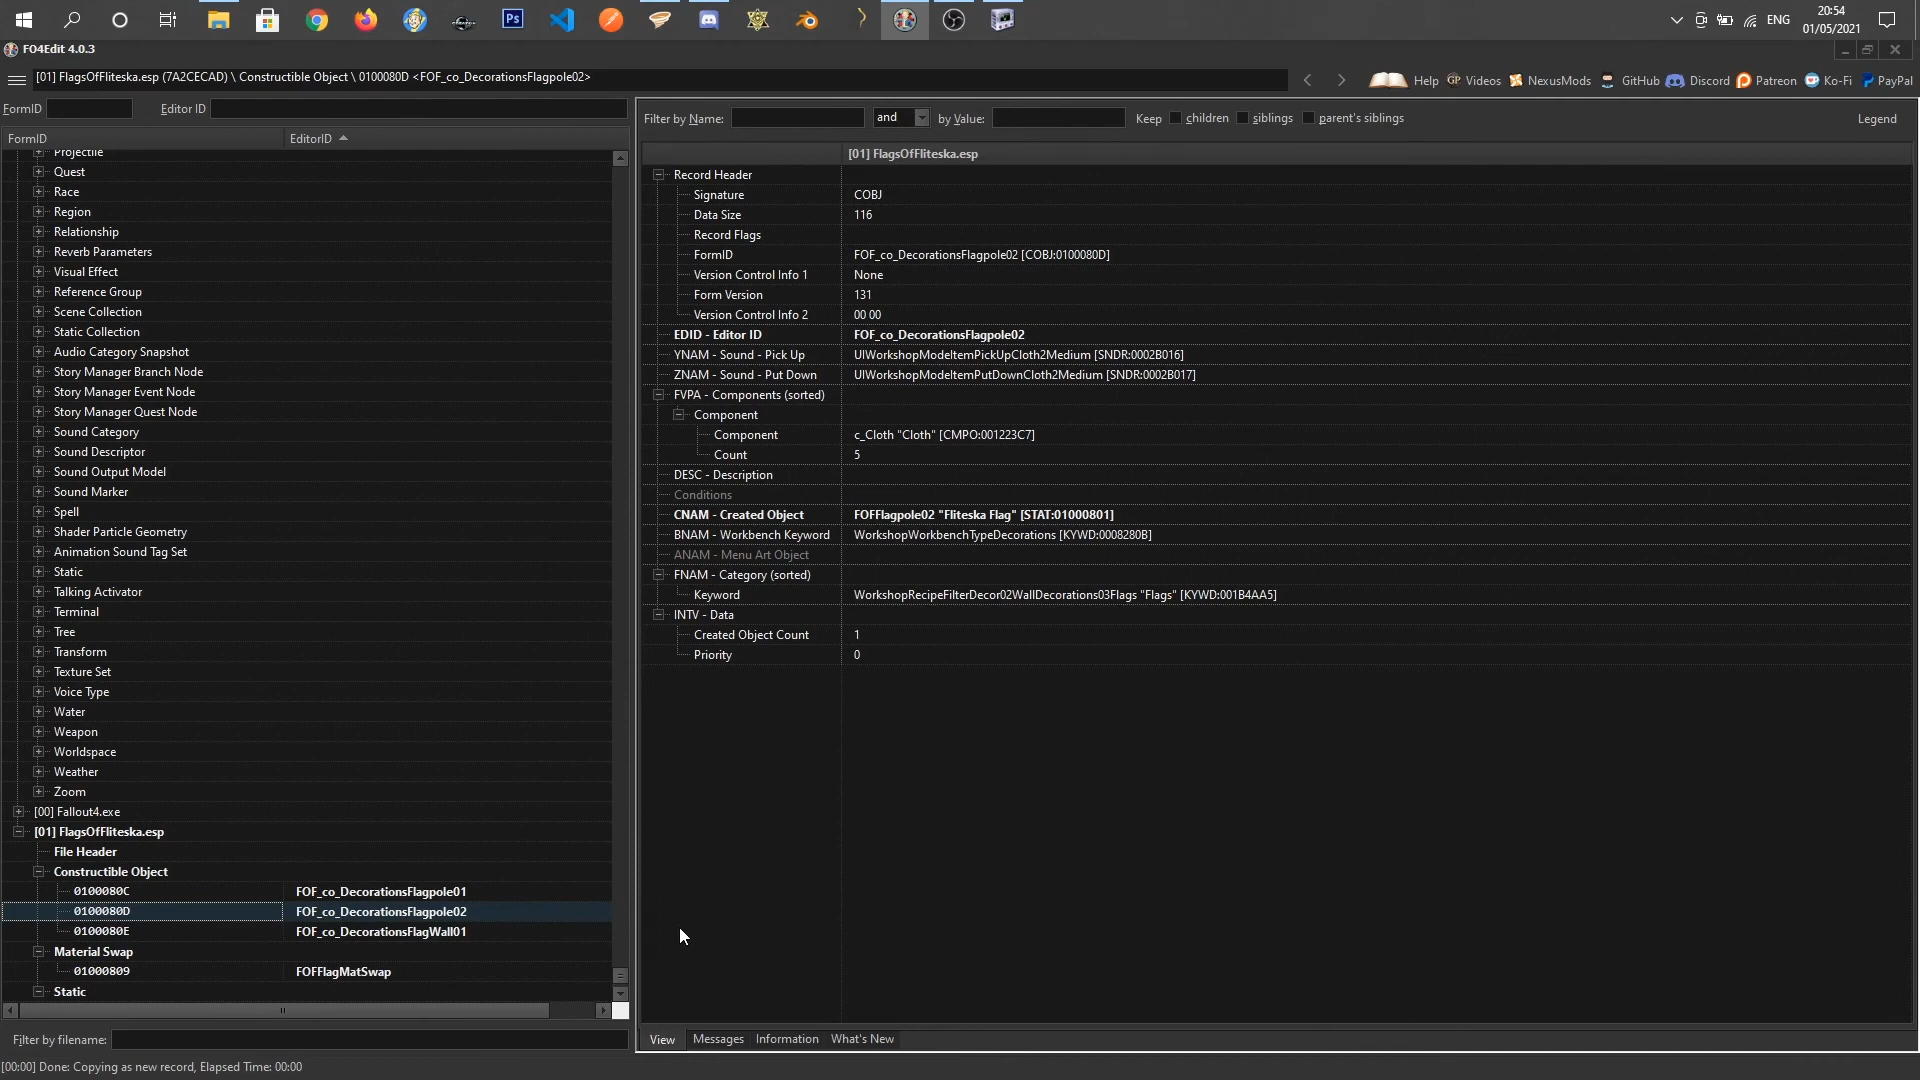 Ps
ENG
20:54
01/05/2021
FO4Edit 4.0.3
[01] FlagsOfFliteska.esp (7A2CECAD) \ Constructible Object \ 0100080D <FOF_co_DecorationsFlagpole02>
Help
Videos
NexusMods
GitHub
Discord
Patreon
Ko-Fi
PayPal
FormID
Editor ID
FormID EditorID
Projectile
Quest
Race
Region
Relationship
Reverb Parameters
Visual Effect
Reference Group
Scene Collection
Static Collection
Audio Category Snapshot
Story Manager Branch Node
Story Manager Event Node
Story Manager Quest Node
Sound Category
Sound Descriptor
Sound Output Model
Sound Marker
Spell
Shader Particle Geometry
Animation Sound Tag Set
Static
Talking Activator
Terminal
Tree
Transform
Texture Set
Voice Type
Water
Weapon
Worldspace
Weather
Zoom
[00] Fallout4.exe
[01] FlagsOfFliteska.esp
File Header
Constructible Object
0100080C FOF_co_DecorationsFlagpole01
0100080D FOF_co_DecorationsFlagpole02
0100080E FOF_co_DecorationsFlagWall01
Material Swap
01000809 FOFFlagMatSwap
Static
Filter by filename:
[00:00] Done: Copying as new record, Elapsed Time: 00:00
Filter by Name: and by Value: Keep children siblings parent's siblings Legend
[01] FlagsOfFliteska.esp
Record Header
Signature COBJ
Data Size 116
Record Flags
FormID FOF_co_DecorationsFlagpole02 [COBJ:0100080D]
Version Control Info 1 None
Form Version 131
Version Control Info 2 00 00
EDID - Editor ID FOF_co_DecorationsFlagpole02
YNAM - Sound - Pick Up UIWorkshopModeItemPickUpCloth2Medium [SNDR:0002B016]
ZNAM - Sound - Put Down UIWorkshopModeItemPutDownCloth2Medium [SNDR:0002B017]
FVPA - Components (sorted)
Component
Component c_Cloth "Cloth" [CMPO:001223C7]
Count 5
DESC - Description
Conditions
CNAM - Created Object FOFFlagpole02 "Fliteska Flag" [STAT:01000801]
BNAM - Workbench Keyword WorkshopWorkbenchTypeDecorations [KYWD:0008280B]
ANAM - Menu Art Object
FNAM - Category (sorted)
Keyword WorkshopRecipeFilterDecor02WallDecorations03Flags "Flags" [KYWD:001B4AA5]
INTV - Data
Created Object Count 1
Priority 0
View Messages Information What's New